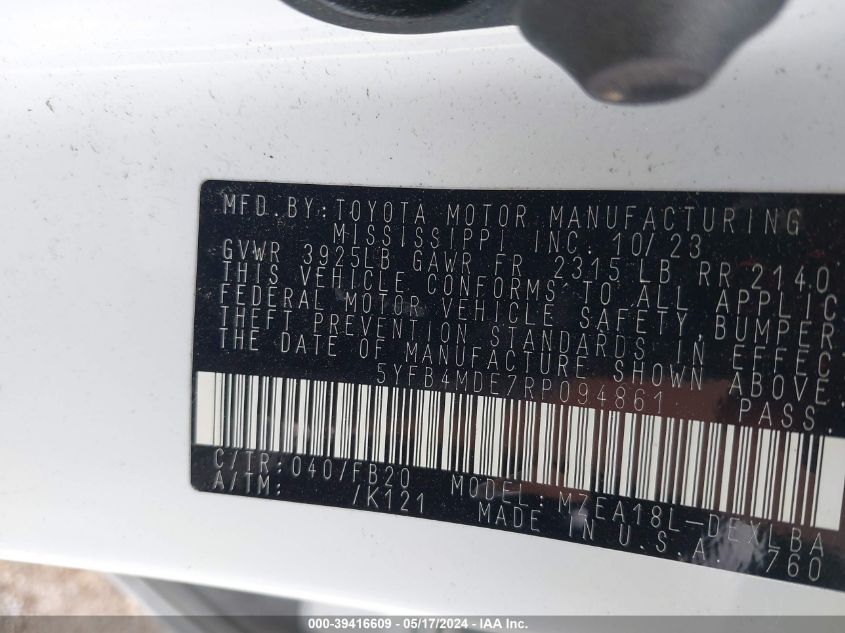 MFD. BY: TOYOTA MOTOR MANUFACTURING
MISSISSIPPI INC. 10/23
GVWR 3925LB GAWR FR 2315 LB RR 2140
THIS VEHICLE CONFORMS TO ALL APPLIC
FEDERAL MOTOR VEHICLE SAFETY, BUMPER
THEFT PREVENTION STANDARDS IN EFFEC
THE DATE OF MANUFACTURE SHOWN ABOVE.
5YFB4MDE7RP094861 PASS.
C/TR: 040/FB20 MODEL: MZEA18L-DEXLBA
A/TM: /K121 MADE IN U.S.A. 760
000-39416609 - 05/17/2024 - IAA Inc.